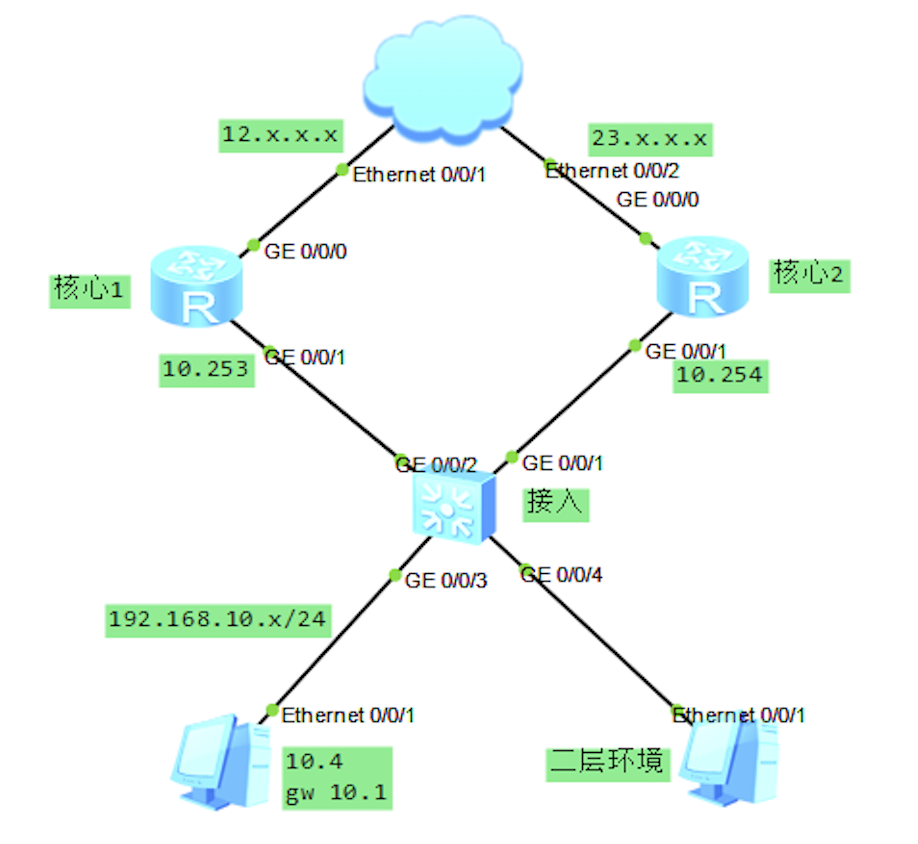 12.x.x.x
23.x.x.x
Ethernet 0/0/1
Ethernet 0/0/2
GE 0/0/0
GE 0/0/0
核心1
R
R
核心2
GE 0/0/1
GE 0/0/1
10.253
10.254
GE 0/0/2
GE 0/0/1
接入
GE 0/0/3
GE 0/0/4
192.168.10.x/24
Ethernet 0/0/1
Ethernet 0/0/1
10.4
gw 10.1
二层环境